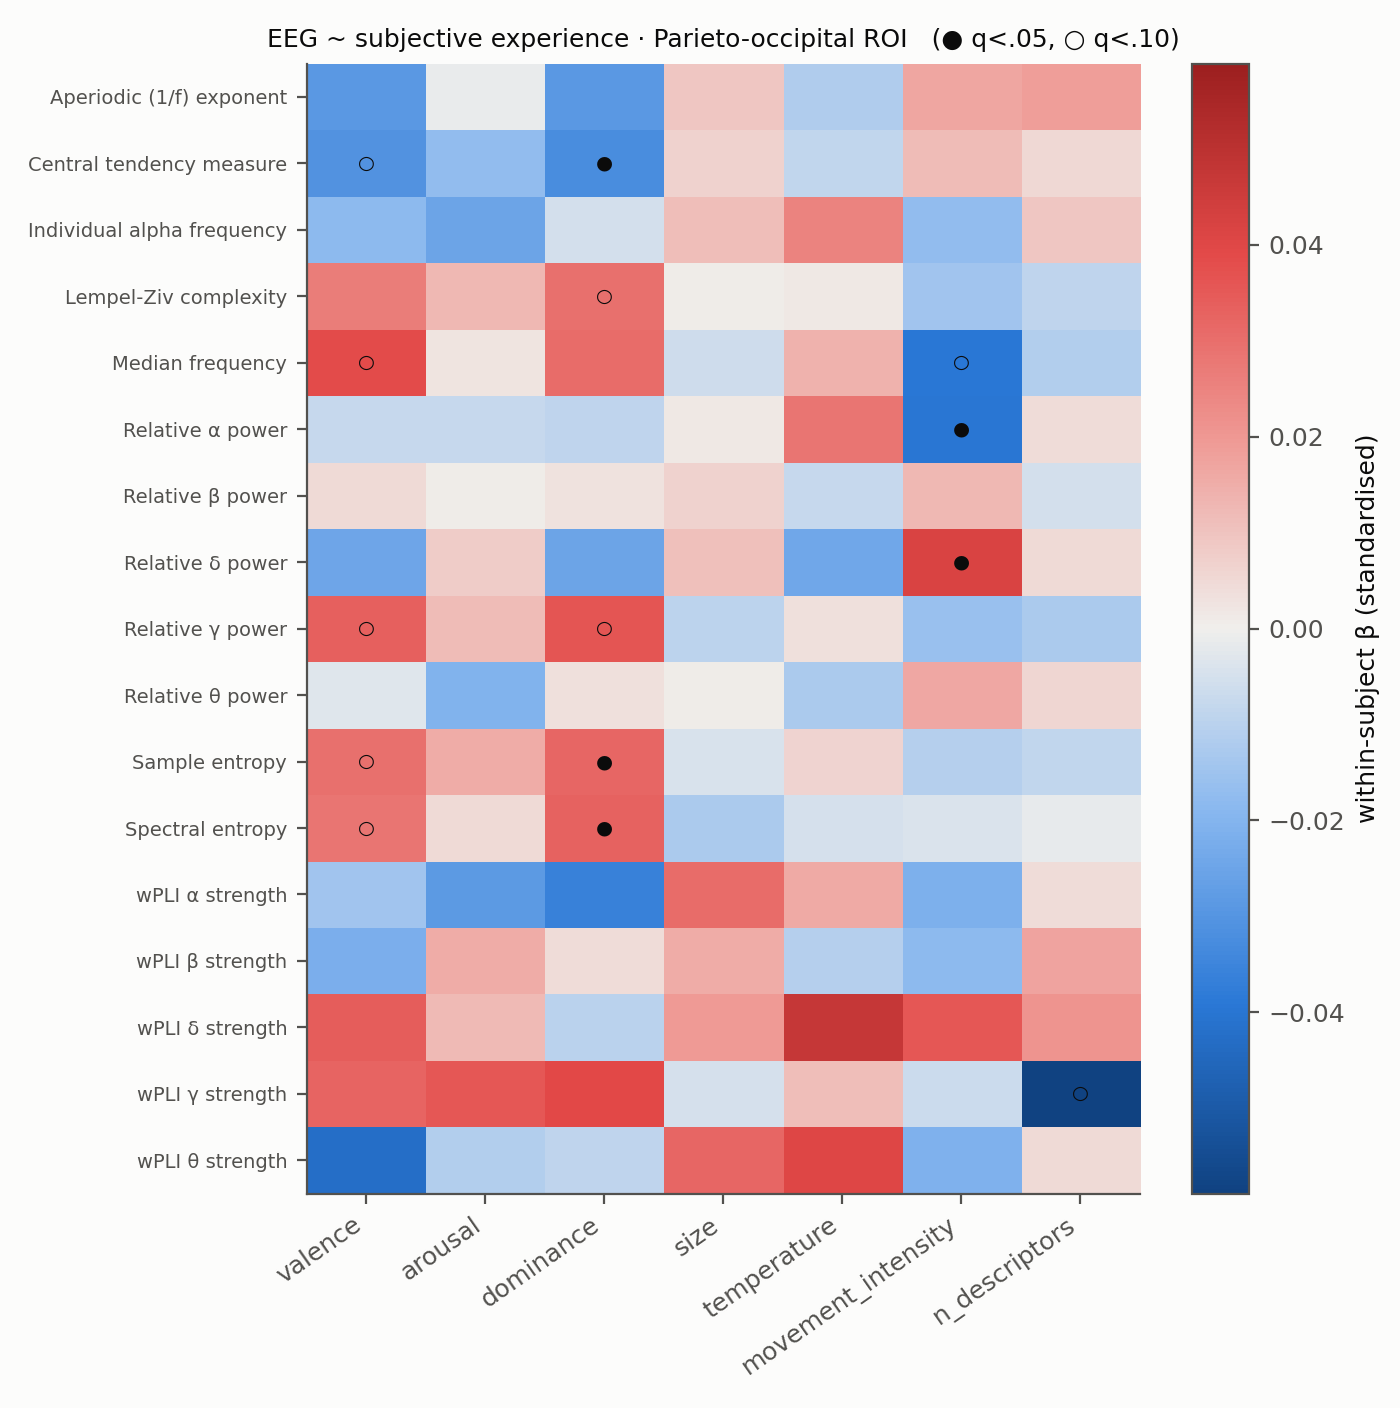 EEG ~ subjective experience · Parieto-occipital ROI (● q<.05, ○ q<.10)
Aperiodic (1/f) exponent
Central tendency measure
Individual alpha frequency
Lempel-Ziv complexity
Median frequency
Relative α power
Relative β power
Relative δ power
Relative γ power
Relative θ power
Sample entropy
Spectral entropy
wPLI α strength
wPLI β strength
wPLI δ strength
wPLI γ strength
wPLI θ strength
valence
arousal
dominance
size
temperature
movement_intensity
n_descriptors
0.04
0.02
0.00
−0.02
−0.04
within-subject β (standardised)